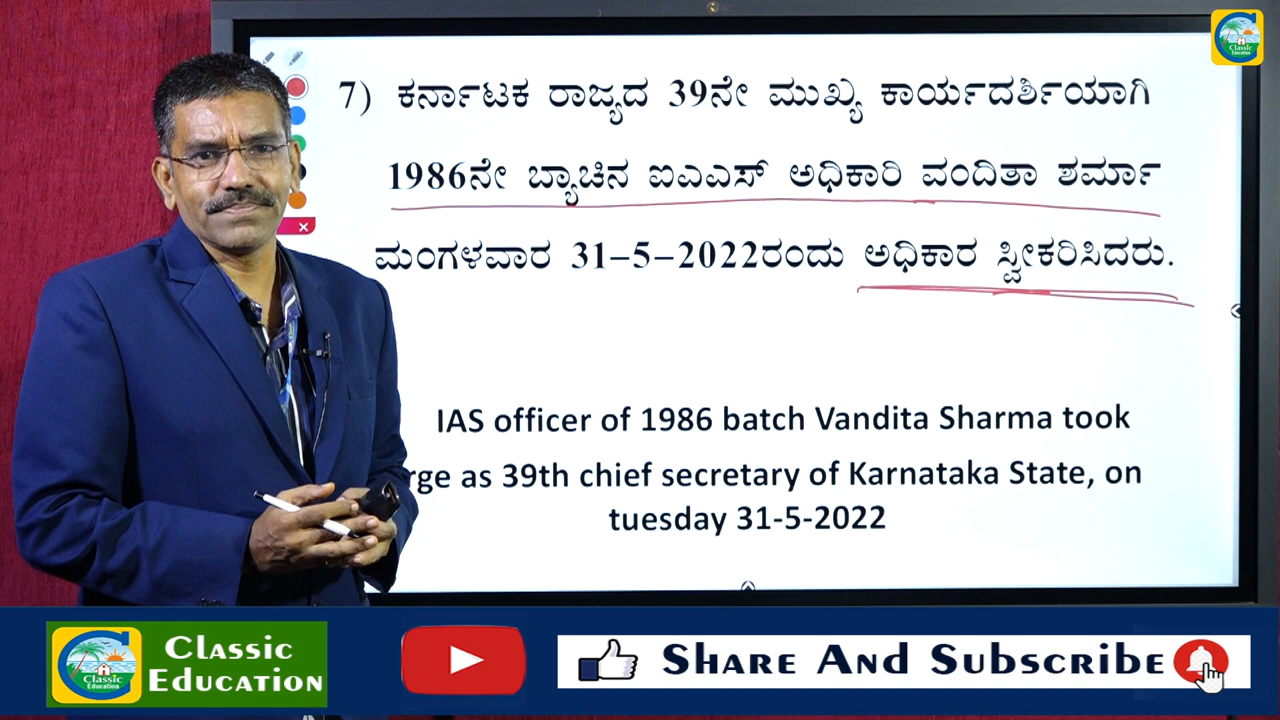 Classic
Education
7) ಕರ್ನಾಟಕ ರಾಜ್ಯದ 39ನೇ ಮುಖ್ಯ ಕಾರ್ಯದರ್ಶಿಯಾಗಿ
1986ನೇ ಬ್ಯಾಚಿನ ಐಎಎಸ್ ಅಧಿಕಾರಿ ವಂದಿತಾ ಶರ್ಮಾ
ಮಂಗಳವಾರ 31-5-2022ರಂದು ಅಧಿಕಾರ ಸ್ವೀಕರಿಸಿದರು.
IAS officer of 1986 batch Vandita Sharma took
rge as 39th chief secretary of Karnataka State, on
tuesday 31-5-2022
Classic
Education
Classic
Education
Share And Subscribe